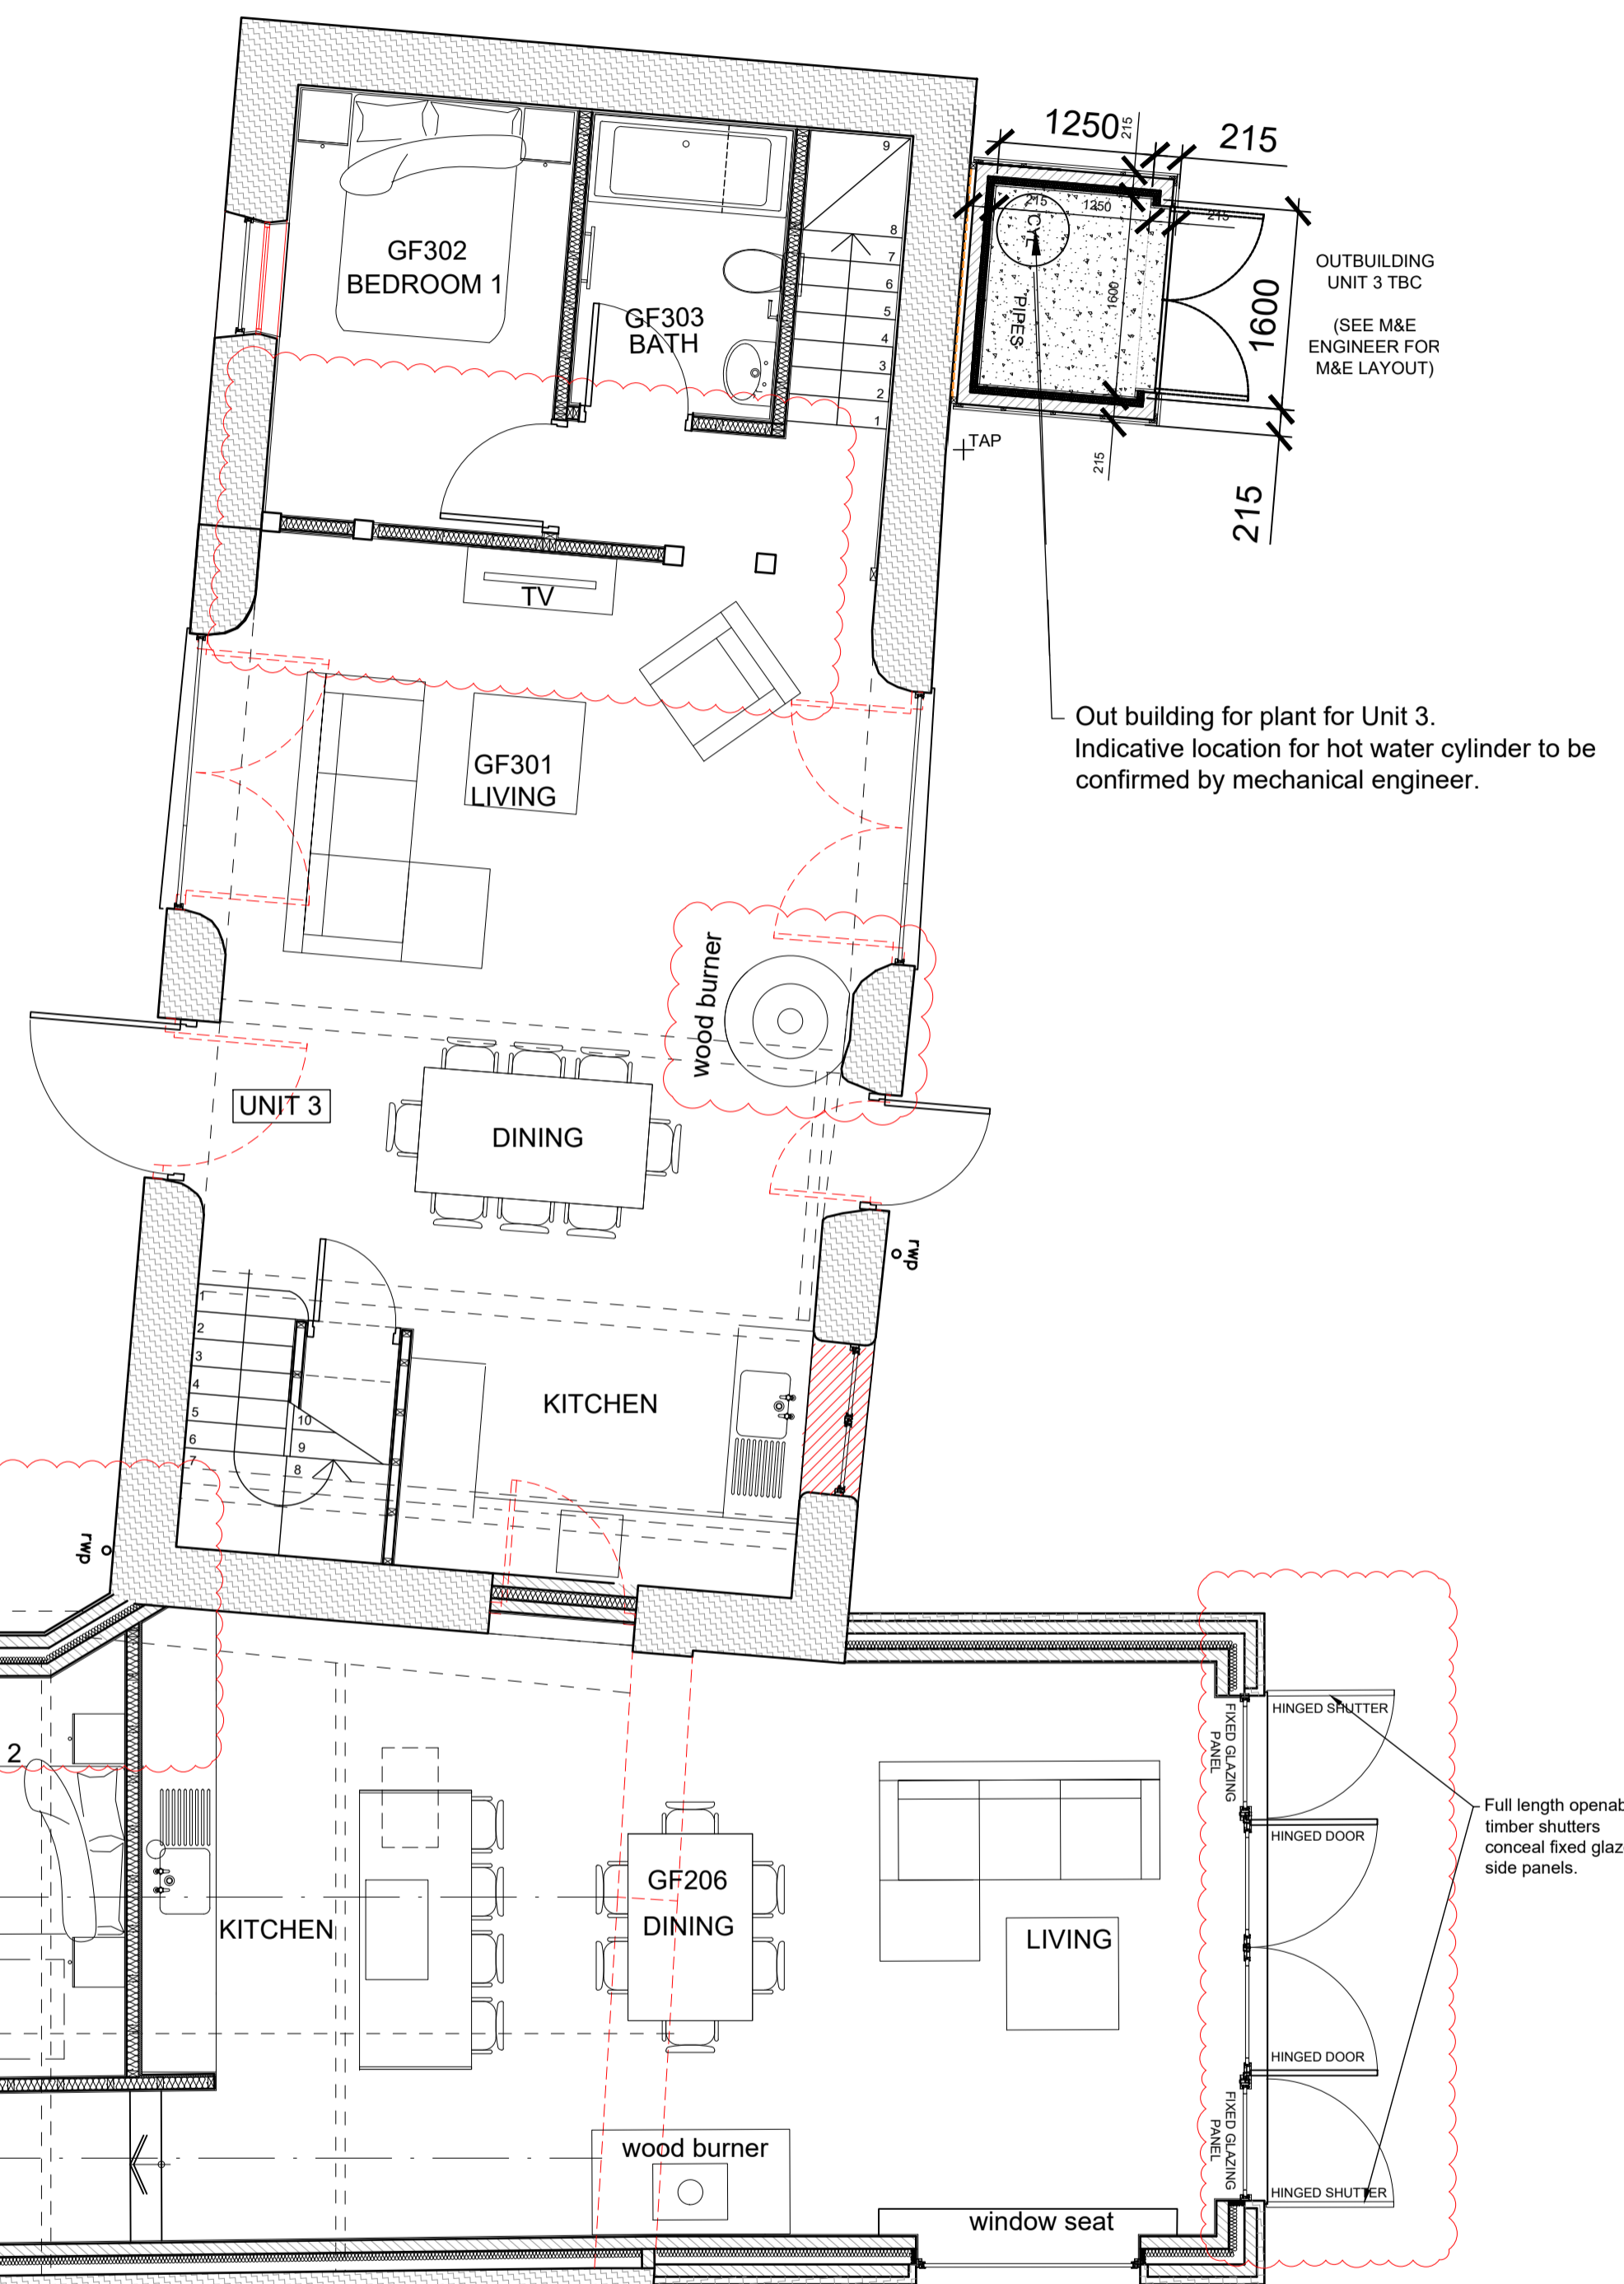 1250
215
215
9
GF302
BEDROOM 1
8
7
6
5
4
3
2
1
GF303
BATH
215
1250
215
CYL
1600
PIPES
1600
OUTBUILDING
UNIT 3 TBC
(SEE M&E
ENGINEER FOR
M&E LAYOUT)
TAP
215
215
TV
Out building for plant for Unit 3.
Indicative location for hot water cylinder to be
confirmed by mechanical engineer.
GF301
LIVING
wood burner
UNIT 3
DINING
rwp
1
2
3
4
5
6
7
10
9
8
KITCHEN
rwp
HINGED SHUTTER
FIXED GLAZING
PANEL
2
Full length openab
timber shutters
conceal fixed glaz
side panels.
HINGED DOOR
GF206
DINING
KITCHEN
LIVING
HINGED DOOR
FIXED GLAZING
PANEL
wood burner
HINGED SHUTTER
window seat